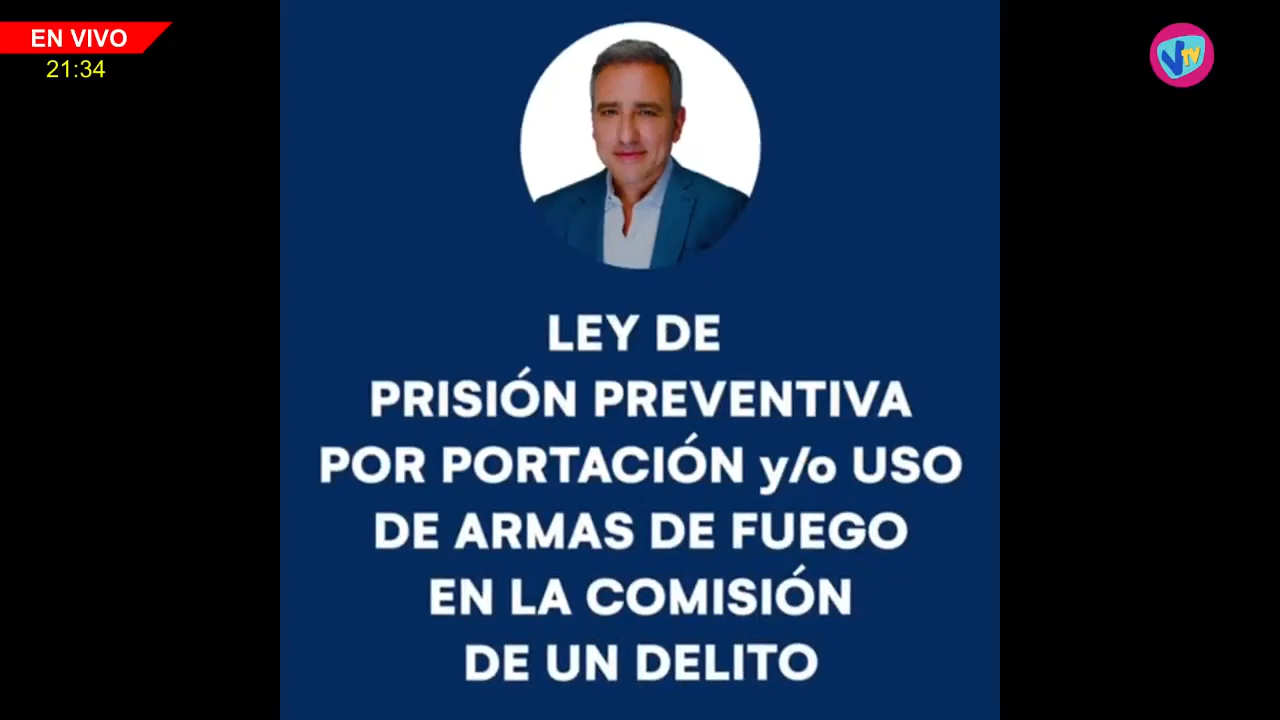 EN VIVO
21:34
VTV
LEY DE
PRISIÓN PREVENTIVA
POR PORTACIÓN y/o USO
DE ARMAS DE FUEGO
EN LA COMISIÓN
DE UN DELITO